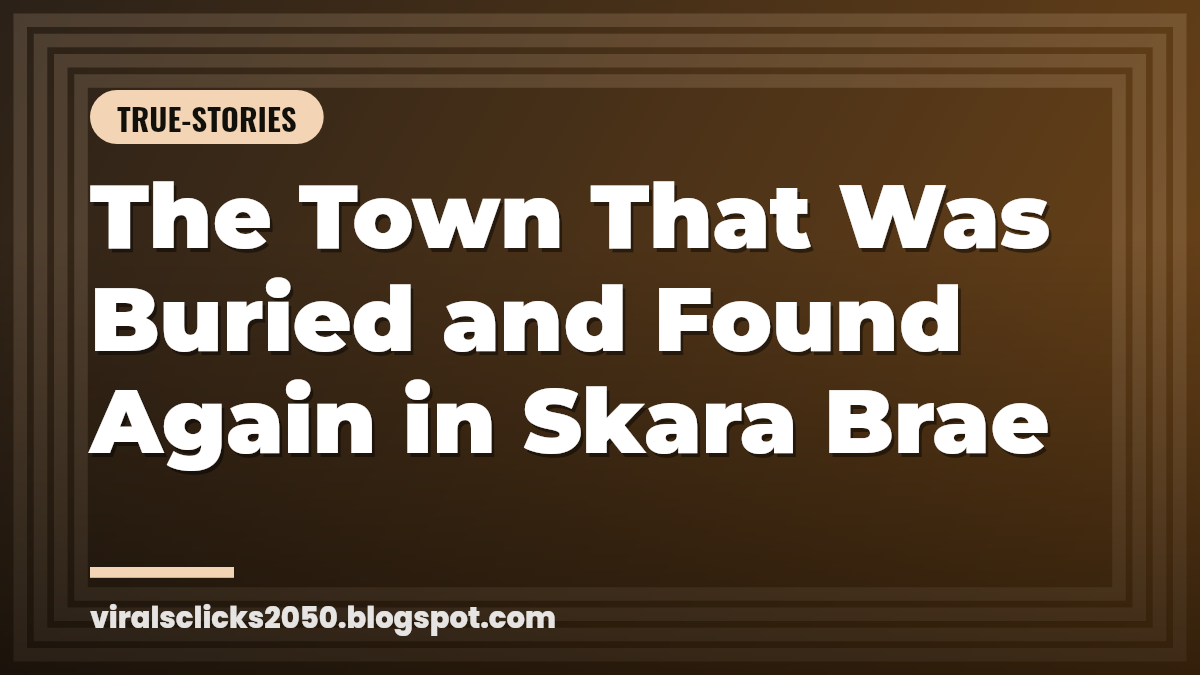 TRUE-STORIES
The Town That Was
Buried and Found
Again in Skara Brae
viralsclicks2050.blogspot.com